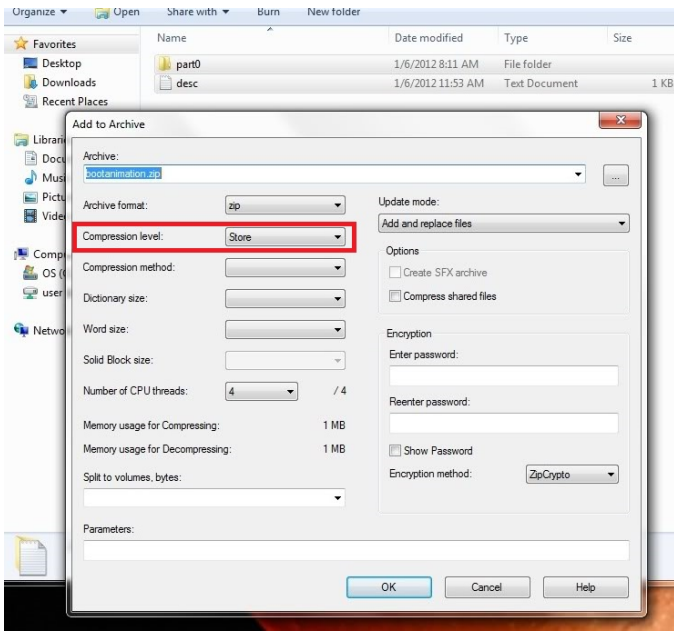 Organize Open Share with Burn New folder
Favorites
Desktop
Downloads
Recent Places
Name Date modified Type Size
part0 1/6/2012 8:11 AM File folder
desc 1/6/2012 11:53 AM Text Document 1 KB
Add to Archive
Archive:
bootanimation.zip
...
Archive format: zip
Compression level: Store
Compression method:
Dictionary size:
Word size:
Solid Block size:
Number of CPU threads: 4 / 4
Memory usage for Compressing: 1 MB
Memory usage for Decompressing: 1 MB
Split to volumes, bytes:
Update mode:
Add and replace files
Options
Create SFX archive
Compress shared files
Encryption
Enter password:
Reenter password:
Show Password
Encryption method: ZipCrypto
Parameters:
OK Cancel Help
OS (
user